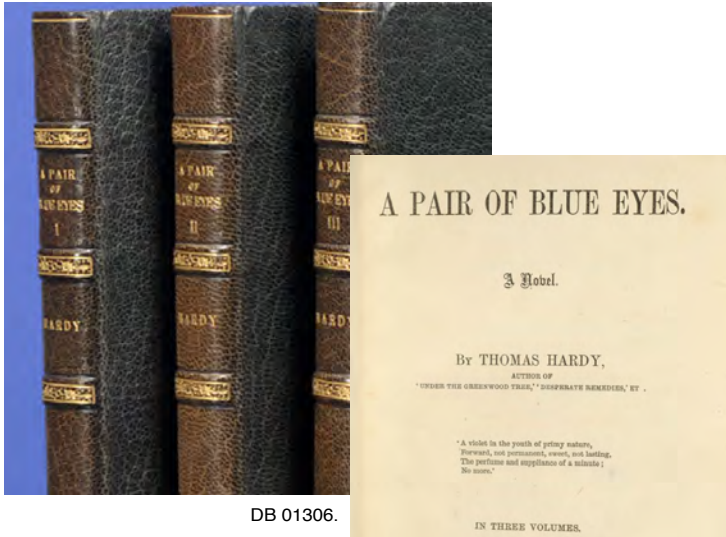 A PAIR
OF
BLUE EYES
I
HARDY
A PAIR
OF
BLUE EYES
II
HARDY
A PAIR
OF
III
HARDY
A PAIR OF BLUE EYES.
A Novel.
BY THOMAS HARDY,
AUTHOR OF
'UNDER THE GREENWOOD TREE,' 'DESPERATE REMEDIES,' ET .
'A violet in the youth of primy nature,
Forward, not permanent, sweet, not lasting,
The perfume and suppliance of a minute ;
No more.'
IN THREE VOLUMES.
DB 01306.